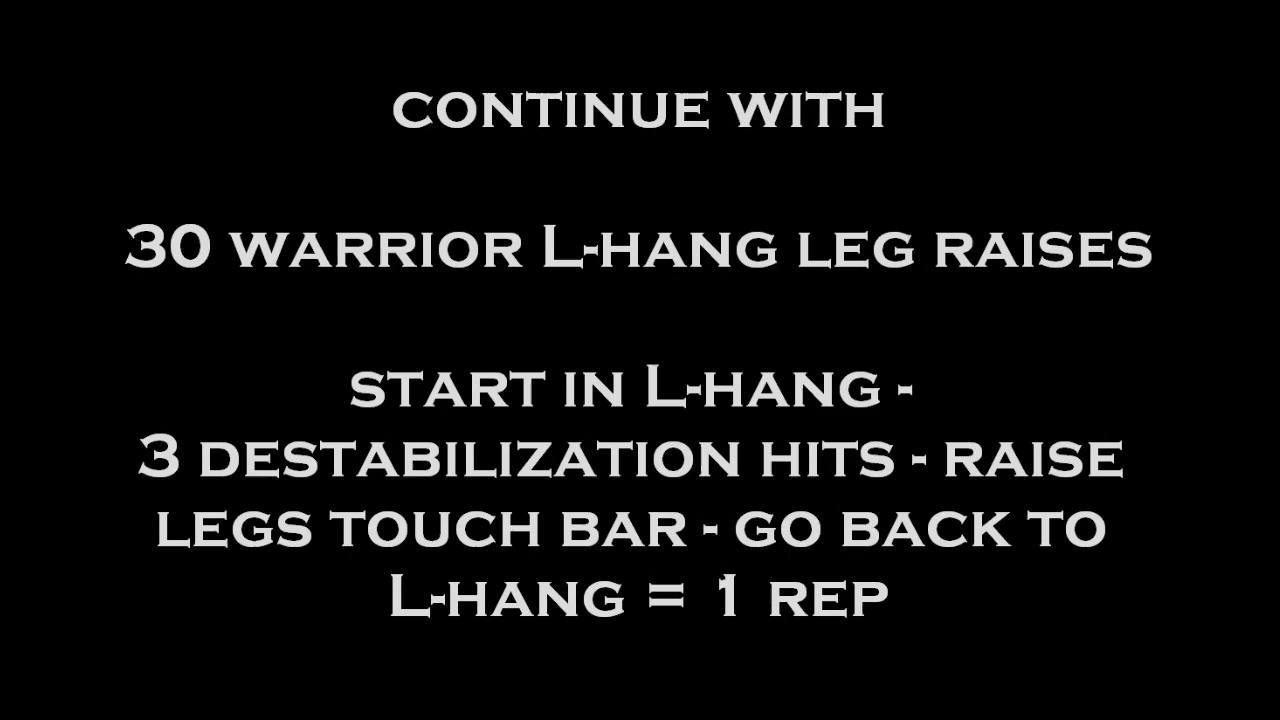 CONTINUE WITH
30 WARRIOR L-HANG LEG RAISES
START IN L-HANG -
3 DESTABILIZATION HITS - RAISE
LEGS TOUCH BAR - GO BACK TO
L-HANG = 1 REP